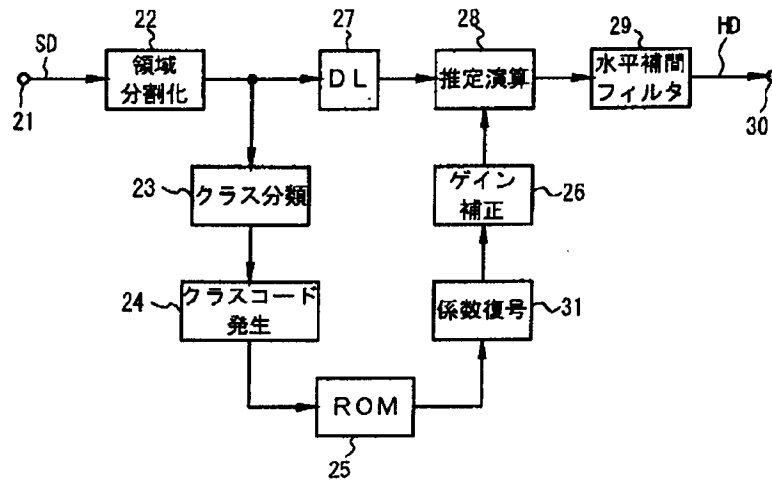 22
27
28
29
SD
HD
領域
分割化
DL
推定演算
水平補間
フィルタ
21
30
23
クラス分類
ゲイン
補正
26
24
クラスコード
発生
係数復号
31
ROM
25